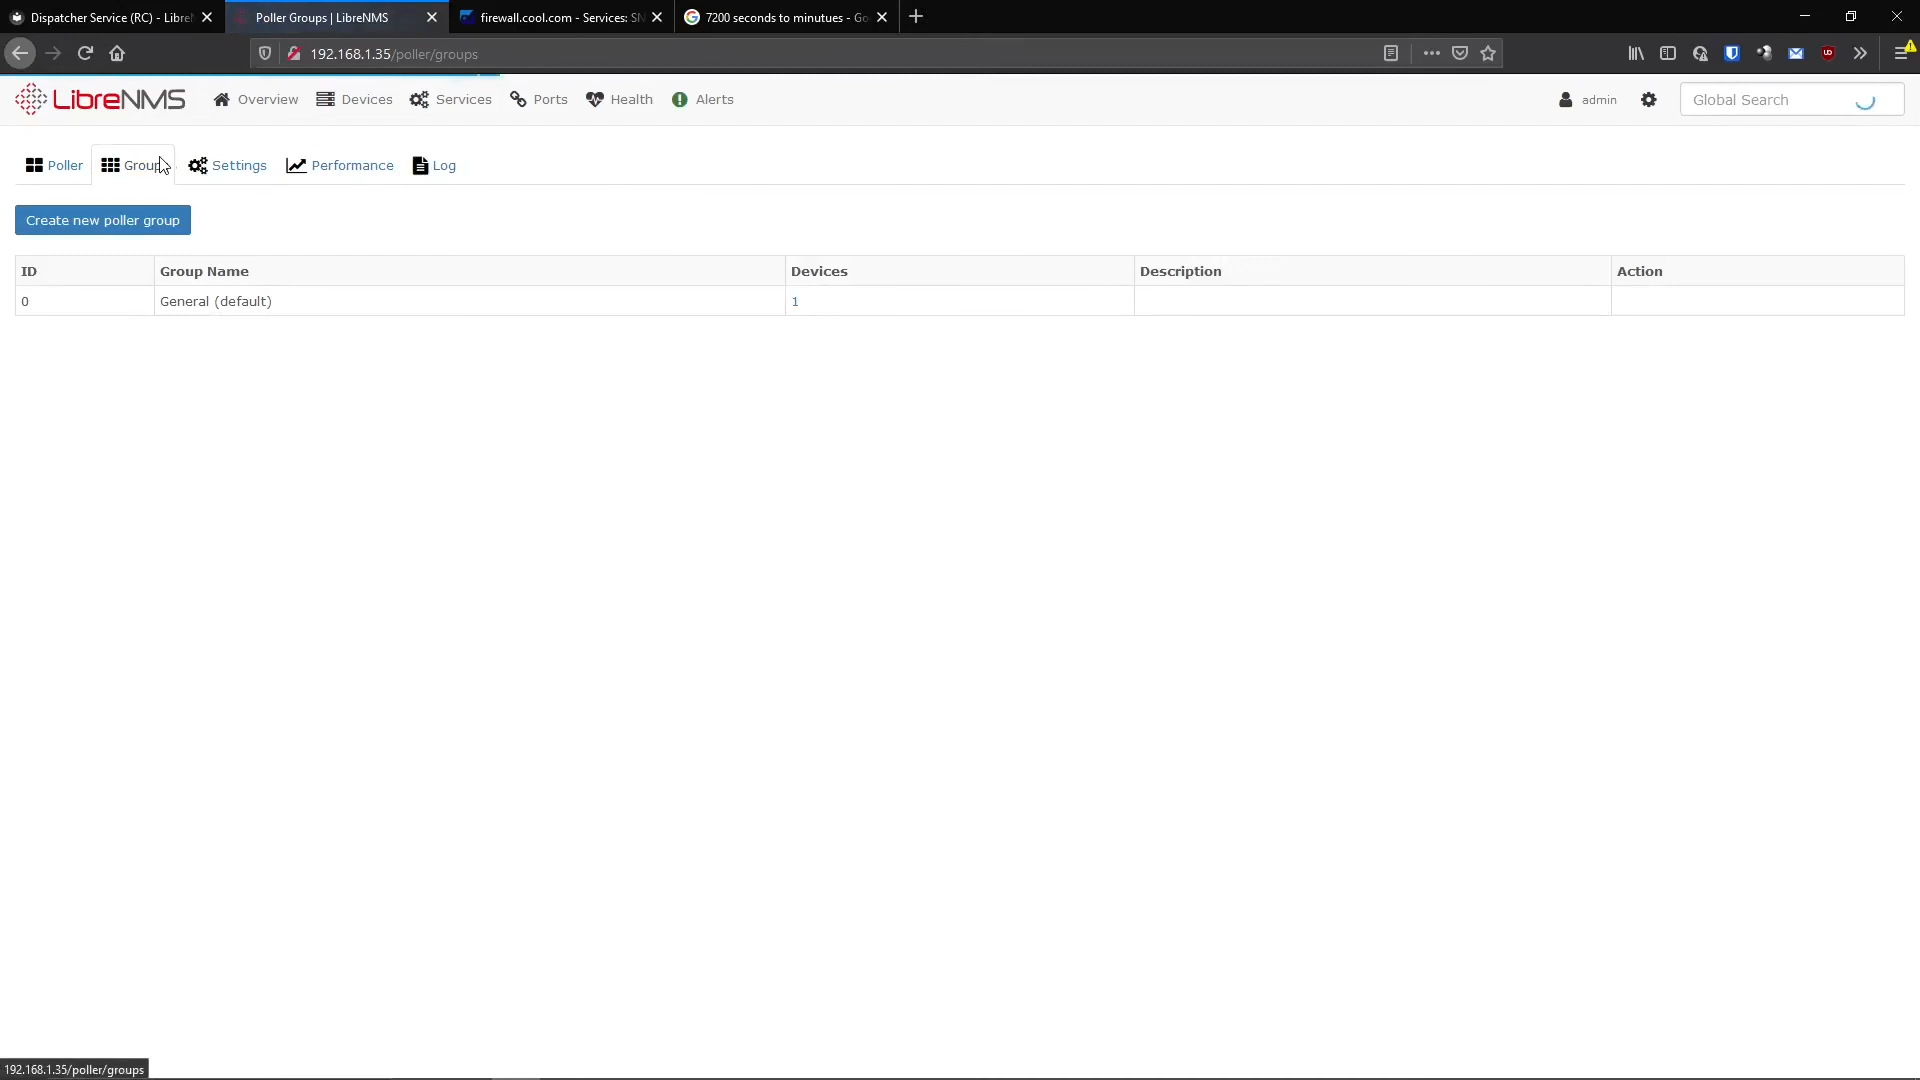 Dispatcher Service (RC) - LibreN
Poller Groups | LibreNMS
firewall.cool.com - Services: SN
7200 seconds to minutues - Go
192.168.1.35/poller/groups
LibreNMS
Overview
Devices
Services
Ports
Health
Alerts
admin
Global Search
Poller
Group
Settings
Performance
Log
Create new poller group
ID
Group Name
Devices
Description
Action
0
General (default)
1
192.168.1.35/poller/groups